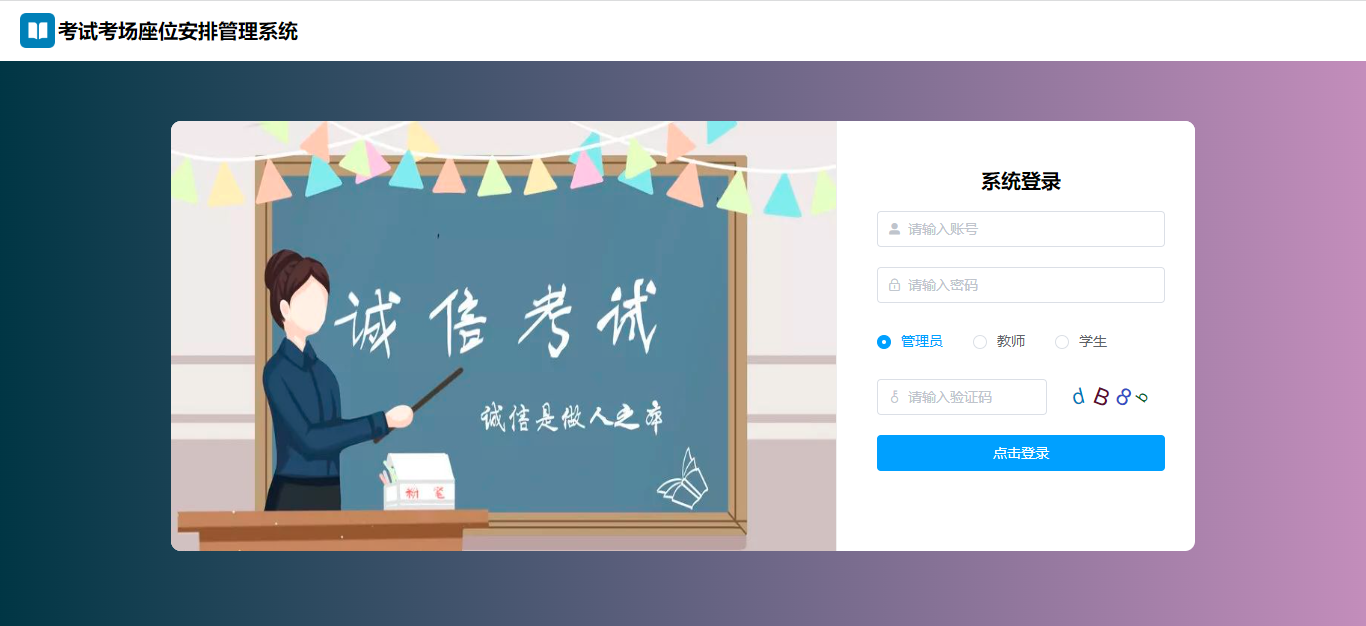 考试考场座位安排管理系统
诚信考试
诚信是做人之本
粉 笔
系统登录
请输入账号
请输入密码
管理员 教师 学生
请输入验证码 dB8b
点击登录